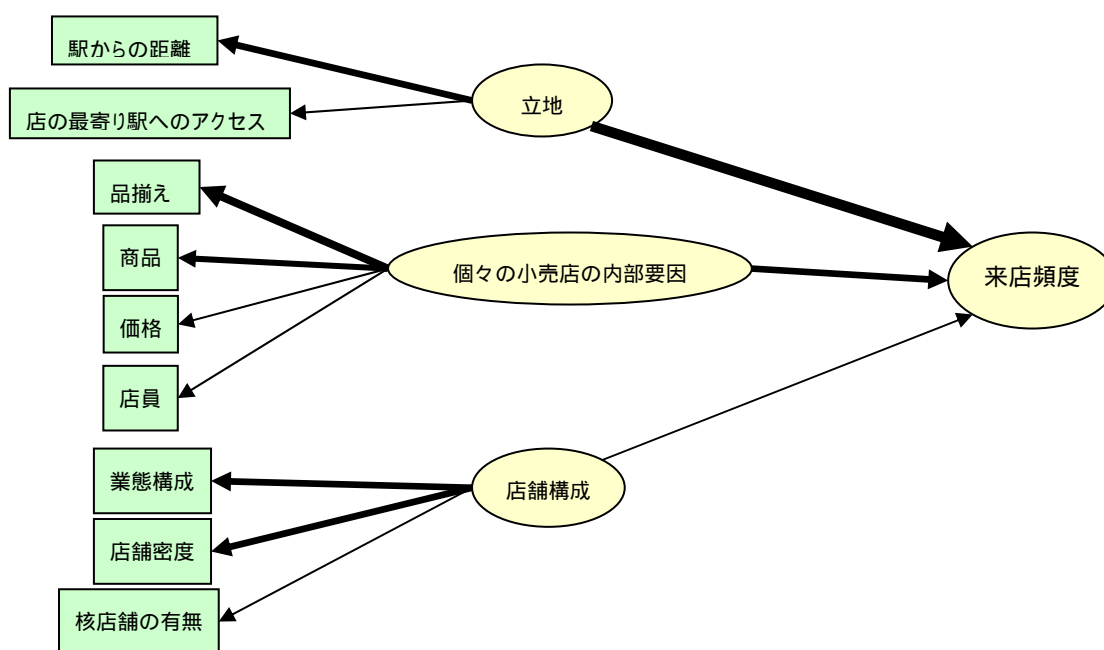 駅からの距離
店の最寄り駅へのアクセス
立地
品揃え
商品
価格
店員
個々の小売店の内部要因
来店頻度
業態構成
店舗密度
核店舗の有無
店舗構成